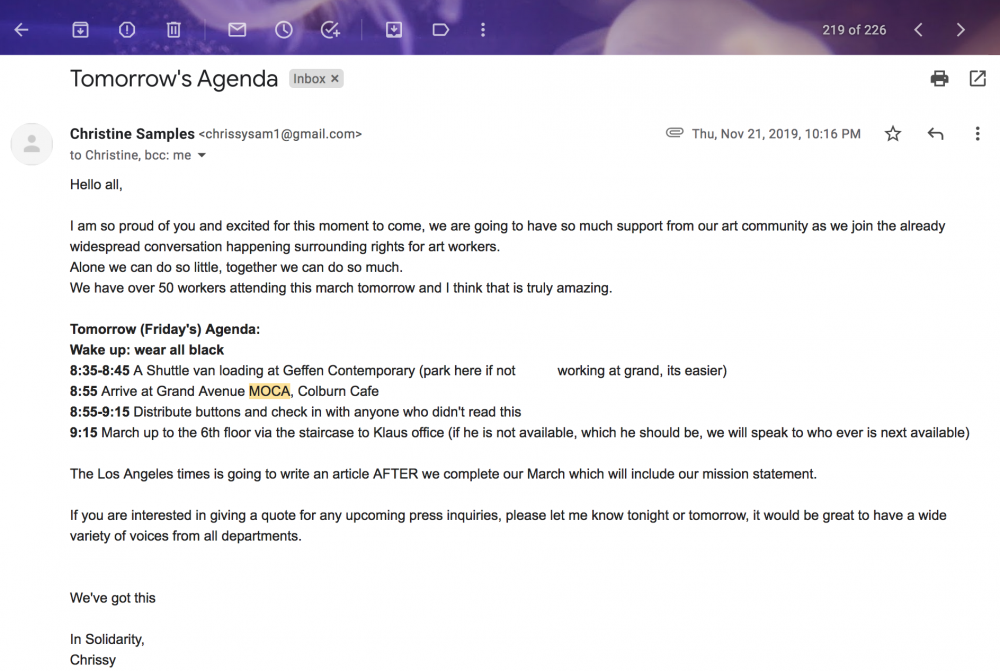 219 of 226
Tomorrow's Agenda Inbox ×
Christine Samples <chrissysam1@gmail.com> Thu, Nov 21, 2019, 10:16 PM
to Christine, bcc: me
Hello all,
I am so proud of you and excited for this moment to come, we are going to have so much support from our art community as we join the already
widespread conversation happening surrounding rights for art workers.
Alone we can do so little, together we can do so much.
We have over 50 workers attending this march tomorrow and I think that is truly amazing.
Tomorrow (Friday's) Agenda:
Wake up: wear all black
8:35-8:45 A Shuttle van loading at Geffen Contemporary (park here if not working at grand, its easier)
8:55 Arrive at Grand Avenue MOCA, Colburn Cafe
8:55-9:15 Distribute buttons and check in with anyone who didn't read this
9:15 March up to the 6th floor via the staircase to Klaus office (if he is not available, which he should be, we will speak to who ever is next available)
The Los Angeles times is going to write an article AFTER we complete our March which will include our mission statement.
If you are interested in giving a quote for any upcoming press inquiries, please let me know tonight or tomorrow, it would be great to have a wide
variety of voices from all departments.
We've got this
In Solidarity,
Chrissy